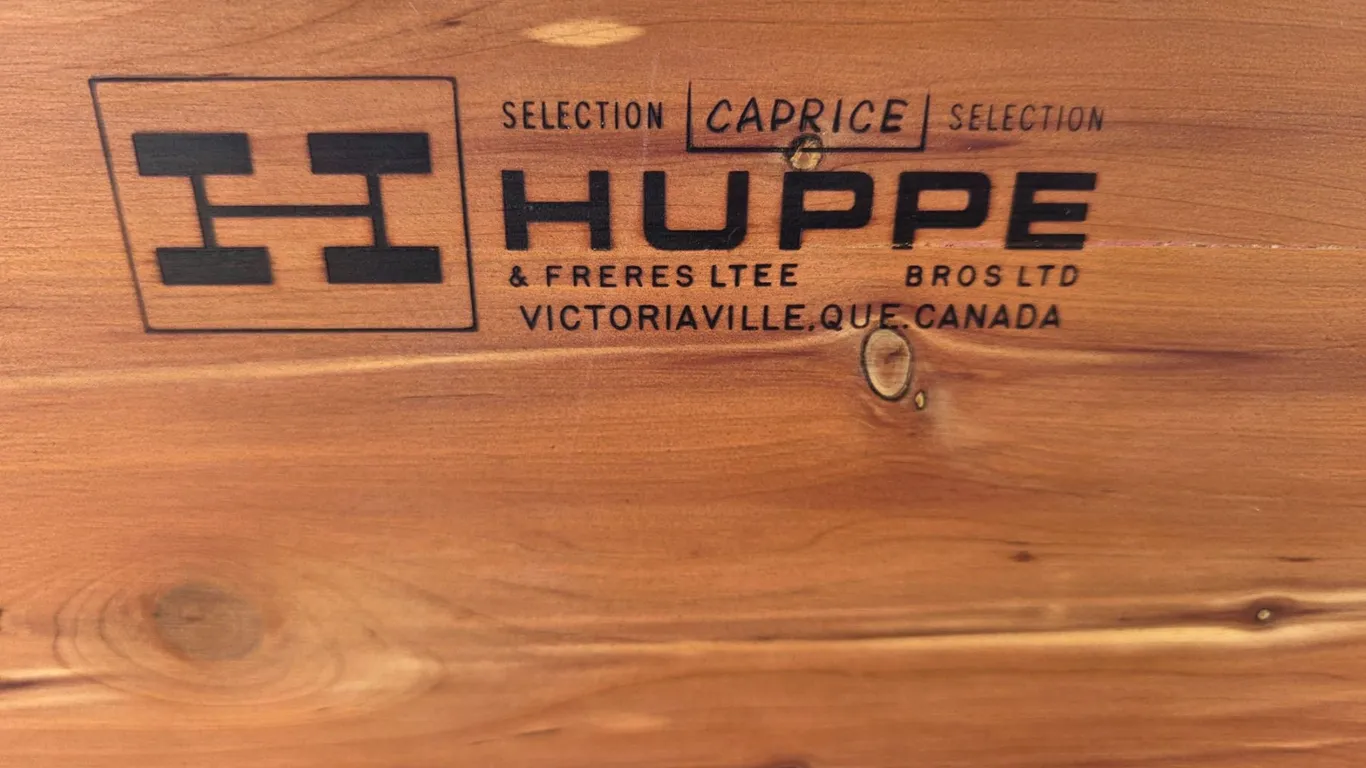 SELECTION CAPRICE SELECTION
H HUPPE
& FRERES LTEE BROS LTD
VICTORIAVILLE, QUE. CANADA